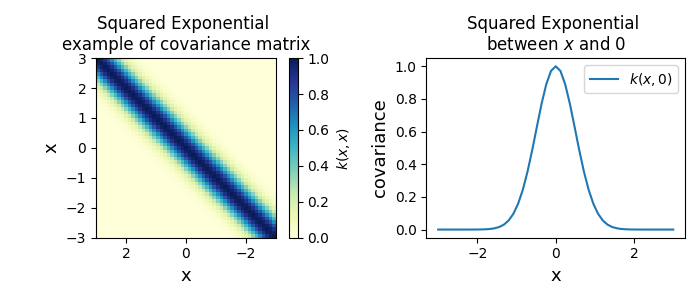 Squared Exponential
example of covariance matrix
3
2
1
0
−1
−2
−3
x
2
0
−2
x
1.0
0.8
0.6
0.4
0.2
0.0
k(x, x)
Squared Exponential
between x and 0
1.0
0.8
0.6
0.4
0.2
0.0
covariance
k(x, 0)
−2
0
2
x